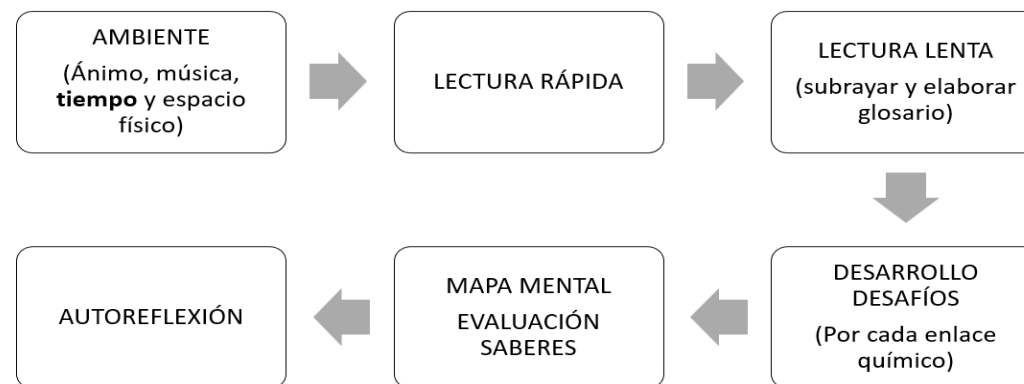 AMBIENTE
(Ánimo, música,
tiempo y espacio
físico)
LECTURA RÁPIDA
LECTURA LENTA
(subrayar y elaborar
glosario)
DESARROLLO
DESAFÍOS
(Por cada enlace
químico)
MAPA MENTAL
EVALUACIÓN
SABERES
AUTOREFLEXIÓN